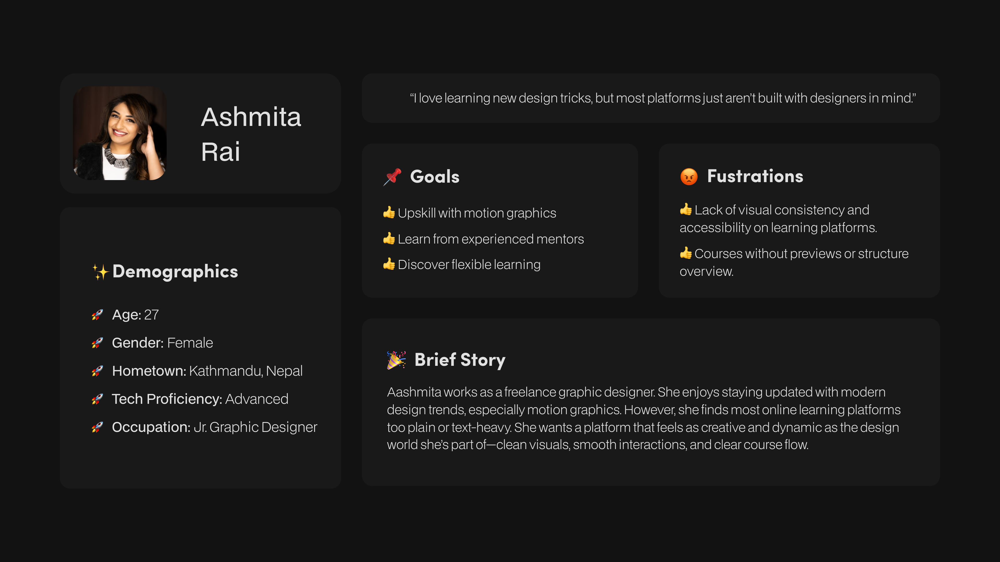 Ashmita
Rai
“I love learning new design tricks, but most platforms just aren’t built with designers in mind.”
📌 Goals
👍 Upskill with motion graphics
👍 Learn from experienced mentors
👍 Discover flexible learning
😡 Fustrations
👍 Lack of visual consistency and
accessibility on learning platforms.
👍 Courses without previews or structure
overview.
✨ Demographics
🚀 Age: 27
🚀 Gender: Female
🚀 Hometown: Kathmandu, Nepal
🚀 Tech Proficiency: Advanced
🚀 Occupation: Jr. Graphic Designer
🎉 Brief Story
Aashmita works as a freelance graphic designer. She enjoys staying updated with modern
design trends, especially motion graphics. However, she finds most online learning platforms
too plain or text-heavy. She wants a platform that feels as creative and dynamic as the design
world she’s part of—clean visuals, smooth interactions, and clear course flow.